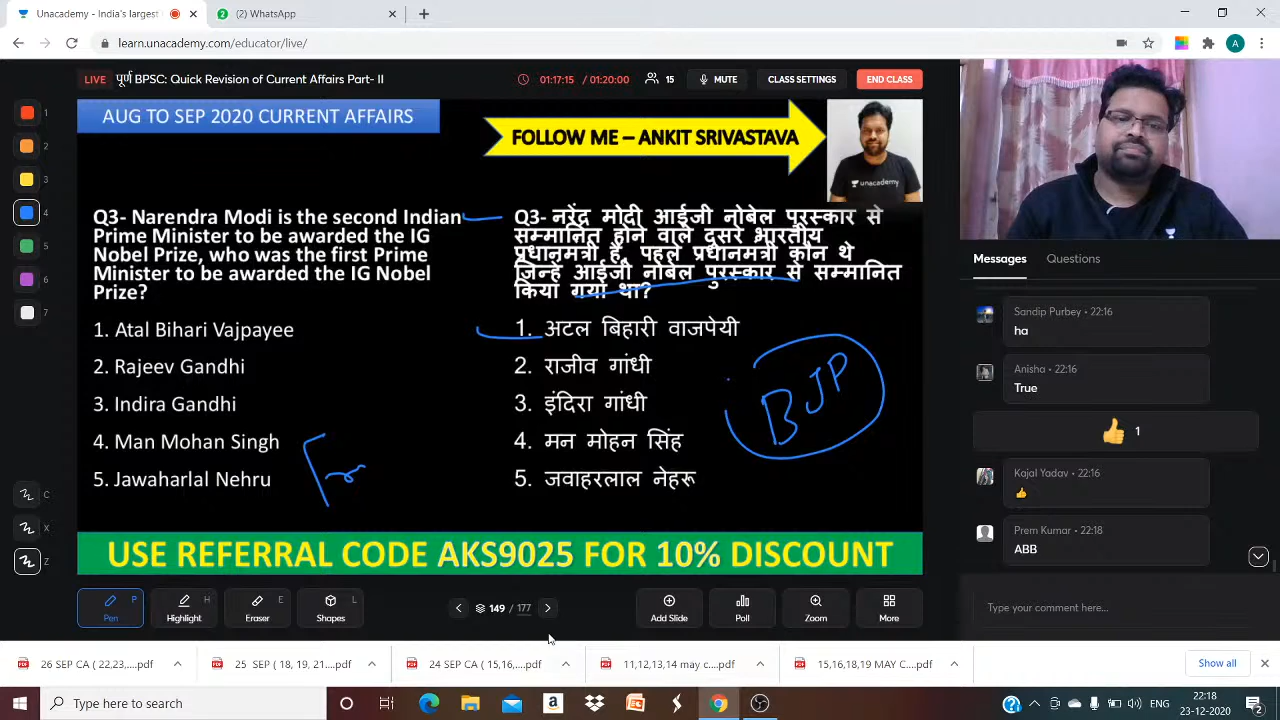 Unacademy - India's largest
(2) WhatsApp
learn.unacademy.com/educator/live/
LIVE
पूर्ण BPSC: Quick Revision of Current Affairs Part- II
01:17:15 / 01:20:00
15
MUTE
CLASS SETTINGS
END CLASS
AUG TO SEP 2020 CURRENT AFFAIRS
FOLLOW ME – ANKIT SRIVASTAVA
unacademy
Q3- Narendra Modi is the second Indian
Prime Minister to be awarded the IG
Nobel Prize, who was the first Prime
Minister to be awarded the IG Nobel
Prize?
1. Atal Bihari Vajpayee
2. Rajeev Gandhi
3. Indira Gandhi
4. Man Mohan Singh
5. Jawaharlal Nehru
Q3- नरेंद्र मोदी आईजी नोबेल पुरस्कार से
सम्मानित होने वाले दूसरे भारतीय
प्रधानमंत्री हैं, पहले प्रधानमंत्री कौन थे
जिन्हें आईजी नोबेल पुरस्कार से सम्मानित
किया गया था?
1. अटल बिहारी वाजपेयी
2. राजीव गांधी
3. इंदिरा गांधी
4. मन मोहन सिंह
5. जवाहरलाल नेहरू
BJP
USE REFERRAL CODE AKS9025 FOR 10% DISCOUNT
1
2
3
4
5
6
7
C
X
Z
Pen P
Highlight H
Eraser E
Shapes L
149 / 177
Add Slide
Poll
Zoom
More
Messages
Questions
Sandip Purbey • 22:16
ha
Anisha • 22:16
True
1
Kajal Yadav • 22:16
Prem Kumar • 22:18
ABB
Type your comment here...
26 SEP CA ( 22,23,....pdf
25 SEP ( 18, 19, 21....pdf
24 SEP CA ( 15,16,....pdf
11,12,13,14 may c....pdf
15,16,18,19 MAY C....pdf
Show all
Type here to search
ENG
22:18
23-12-2020
2